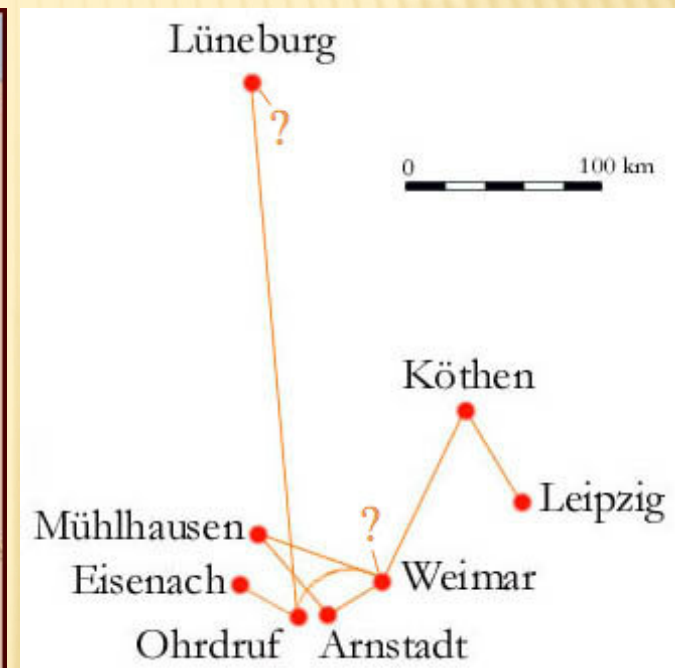 Lüneburg
?
0 100 km
Köthen
Leipzig
Mühlhausen
?
Eisenach
Weimar
Ohrdruf
Arnstadt